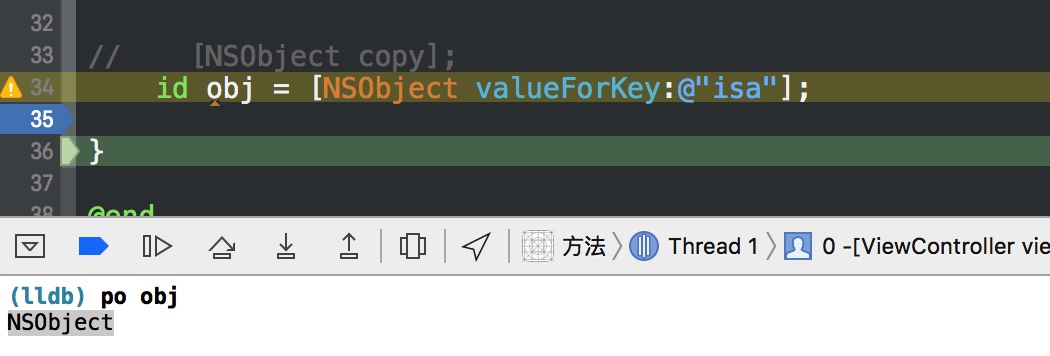 32
33 // [NSObject copy];
34 id obj = [NSObject valueForKey:@"isa"];
35
36 }
37
38 @end
方法 Thread 1 0 -[ViewController vie
(lldb) po obj
NSObject